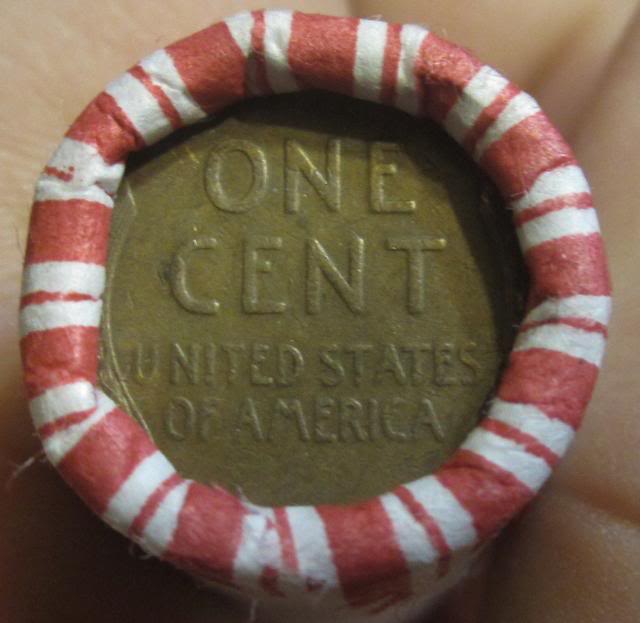 ONE
CENT
UNITED STATES
OF AMERICA